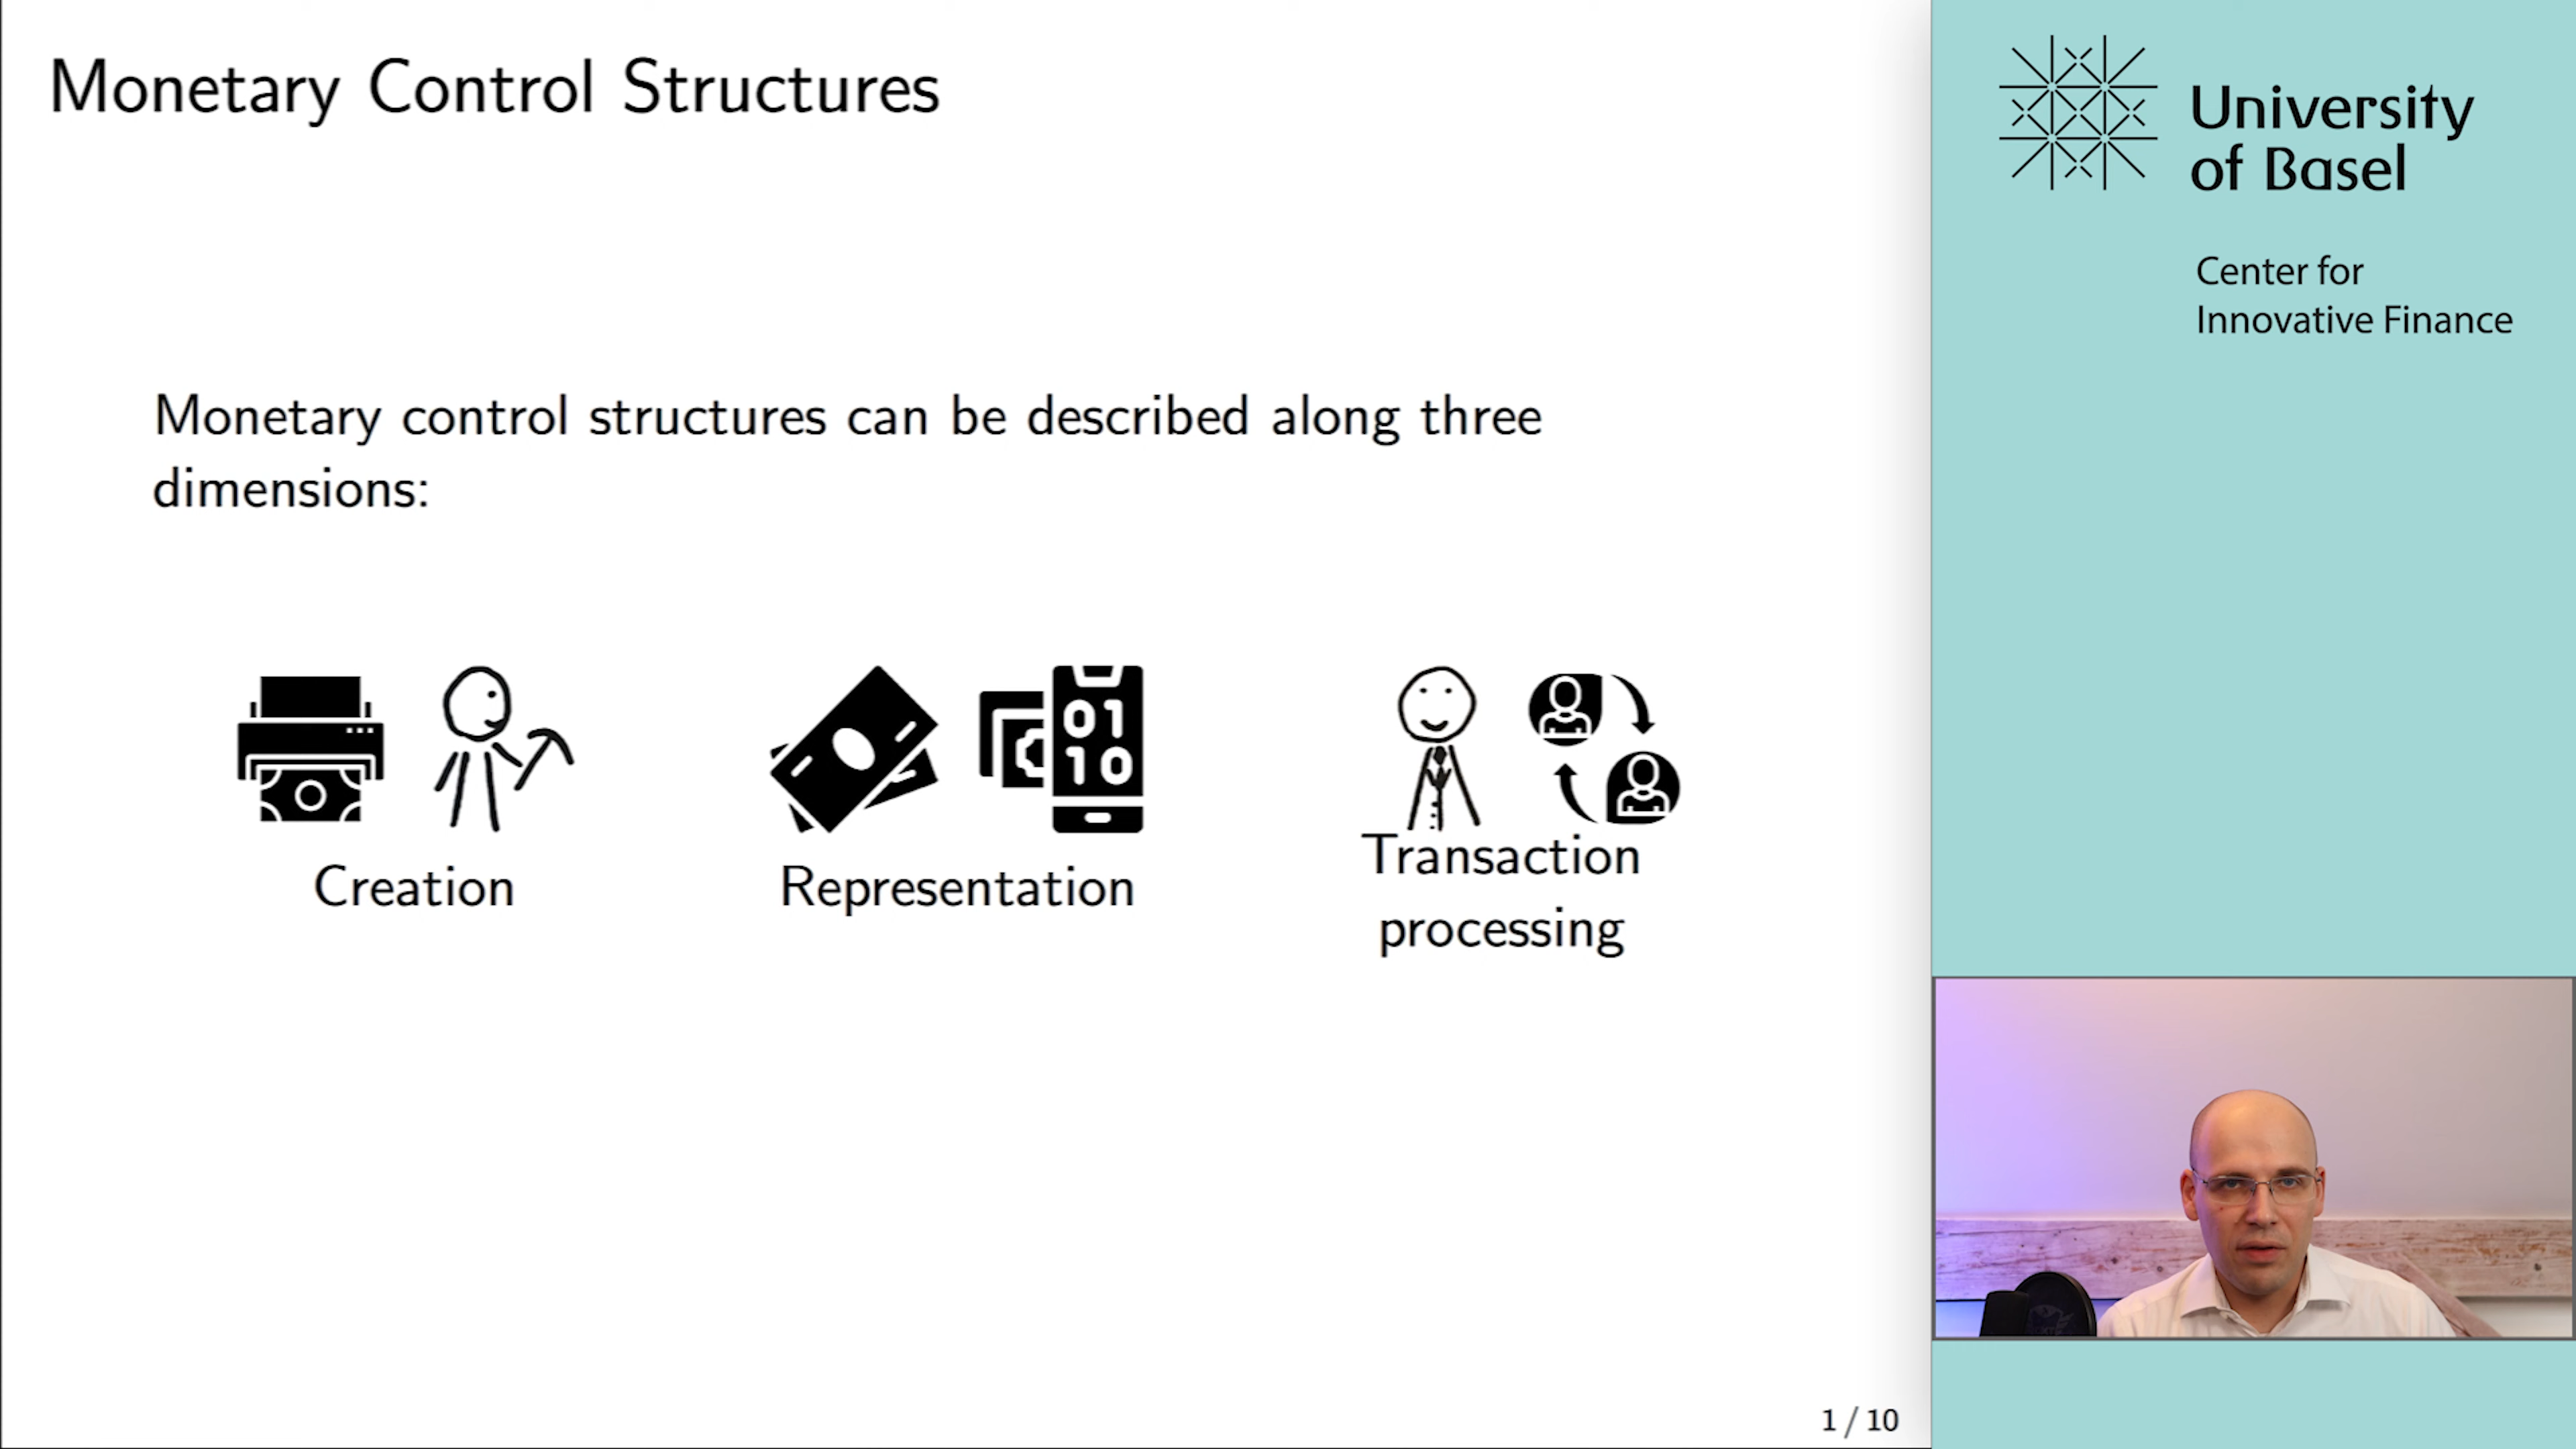 Monetary Control Structures
Monetary control structures can be described along three
dimensions:
01
10
Creation
Representation
Transaction
processing
1 / 10
University
of Basel
Center for
Innovative Finance